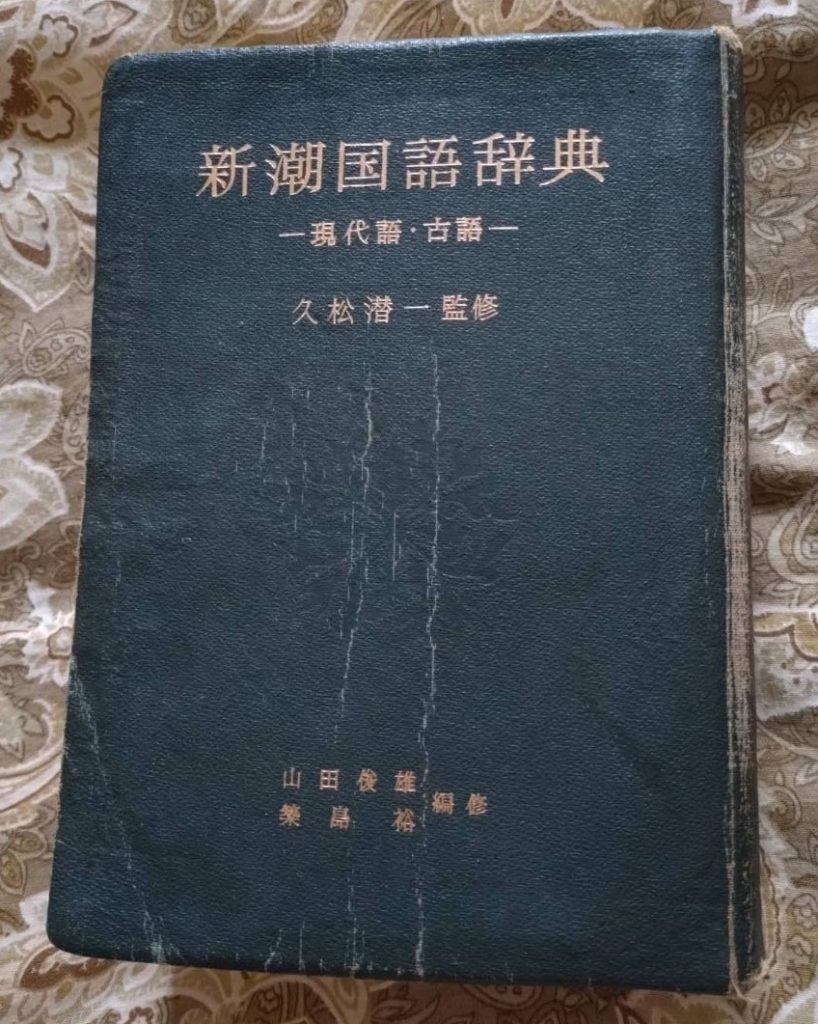 新潮国語辞典
—現代語・古語—
久松潜一監修
山田俊雄
築島裕
編修